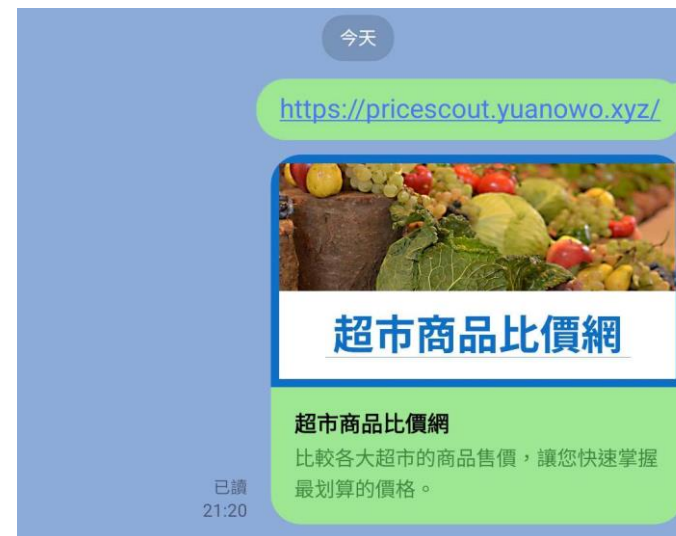 今天
https://pricescout.yuanowo.xyz/
超市商品比價網
超市商品比價網
比較各大超市的商品售價，讓您快速掌握
最划算的價格。
已讀
21:20